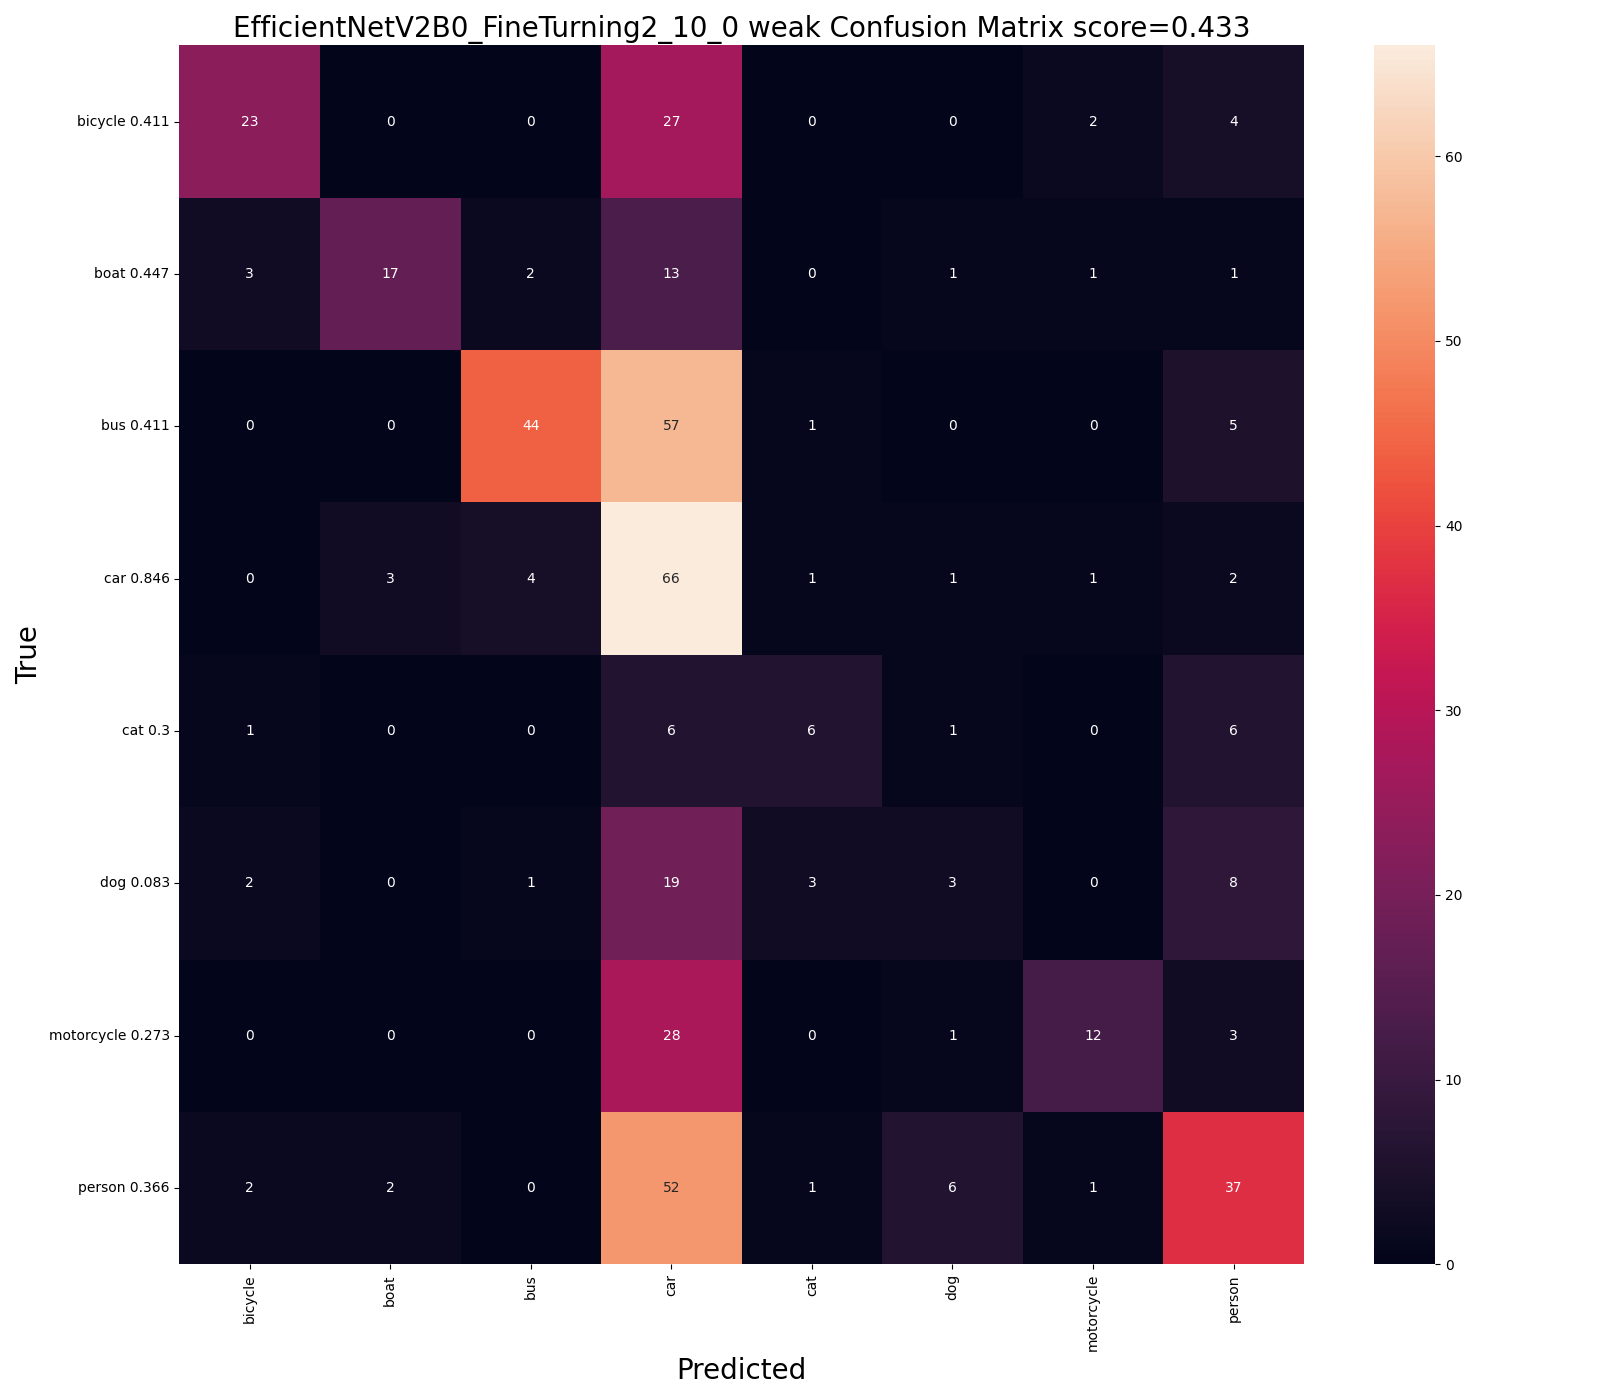 EfficientNetV2B0_FineTurning2_10_0 weak Confusion Matrix score=0.433
bicycle 0.411 23 0 0 27 0 0 2 4
boat 0.447 3 17 2 13 0 1 1 1
bus 0.411 0 0 44 57 1 0 0 5
car 0.846 0 3 4 66 1 1 1 2
cat 0.3 1 0 0 6 6 1 0 6
dog 0.083 2 0 1 19 3 3 0 8
motorcycle 0.273 0 0 0 28 0 1 12 3
person 0.366 2 2 0 52 1 6 1 37
True
bicycle boat bus car cat dog motorcycle person
Predicted
60
50
40
30
20
10
0